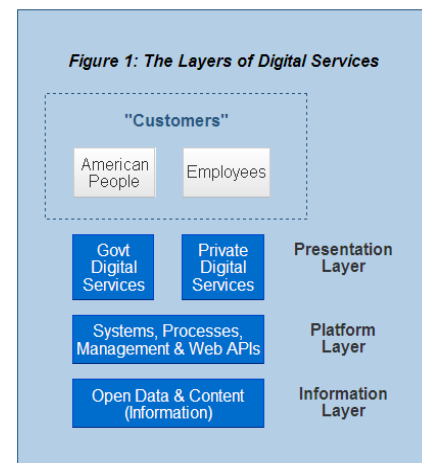 Figure 1: The Layers of Digital Services
"Customers"
American
People
Employees
Govt
Digital
Services
Private
Digital
Services
Presentation
Layer
Systems, Processes,
Management & Web APIs
Platform
Layer
Open Data & Content
(Information)
Information
Layer